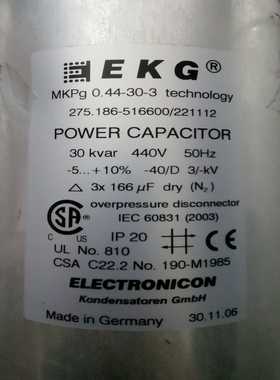 EKG®
MKPg 0.44-30-3 technology
275.186-516600/221112
POWER CAPACITOR
30 kvar 440V 50Hz
-5...+10% -40/D 3/-kV
△ 3x 166 µF dry (N₂)
overpressure disconnector
IEC 60831 (2003)
SA
C US
IP 20
UL No. 810
CSA C22.2 No. 190-M1985
ELECTRONICON
Kondensatoren GmbH
Made in Germany 30.11.06